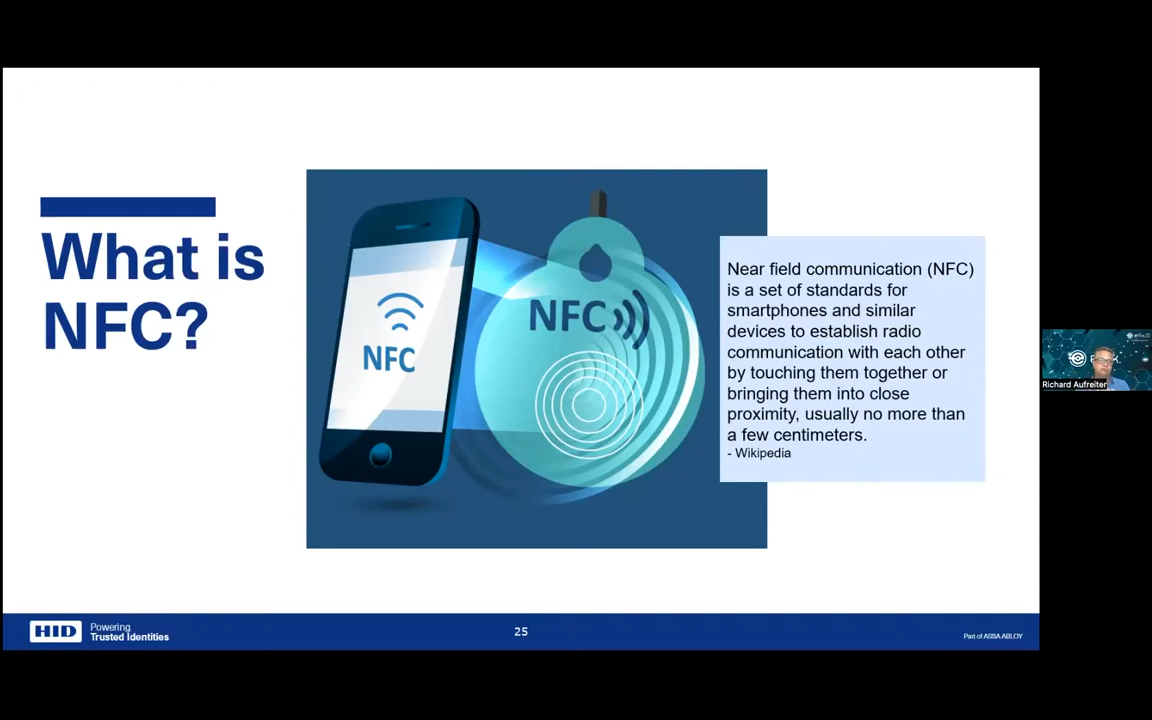 What is
NFC?
NFC
NFC
Near field communication (NFC)
is a set of standards for
smartphones and similar
devices to establish radio
communication with each other
by touching them together or
bringing them into close
proximity, usually no more than
a few centimeters.
- Wikipedia
Richard Aufreiter
HID
Powering
Trusted Identities
25
Part of ASSA ABLOY